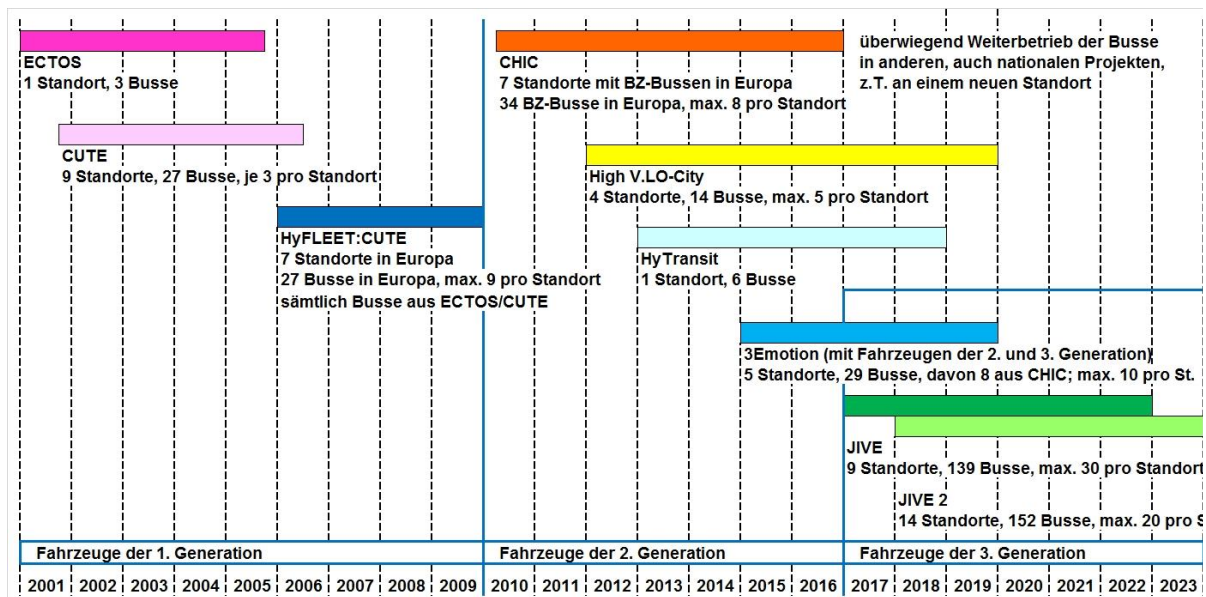 ECTOS
1 Standort, 3 Busse
CUTE
9 Standorte, 27 Busse, je 3 pro Standort
HyFLEET:CUTE
7 Standorte in Europa
27 Busse in Europa, max. 9 pro Standort
sämtlich Busse aus ECTOS/CUTE
CHIC
7 Standorte mit BZ-Bussen in Europa
34 BZ-Busse in Europa, max. 8 pro Standort
überwiegend Weiterbetrieb der Busse
in anderen, auch nationalen Projekten,
z.T. an einem neuen Standort
High V.LO-City
4 Standorte, 14 Busse, max. 5 pro Standort
HyTransit
1 Standort, 6 Busse
3Emotion (mit Fahrzeugen der 2. und 3. Generation)
5 Standorte, 29 Busse, davon 8 aus CHIC; max. 10 pro St.
JIVE
9 Standorte, 139 Busse, max. 30 pro Standort
JIVE 2
14 Standorte, 152 Busse, max. 20 pro S
Fahrzeuge der 1. Generation
Fahrzeuge der 2. Generation
Fahrzeuge der 3. Generation
2001 2002 2003 2004 2005 2006 2007 2008 2009 2010 2011 2012 2013 2014 2015 2016 2017 2018 2019 2020 2021 2022 2023